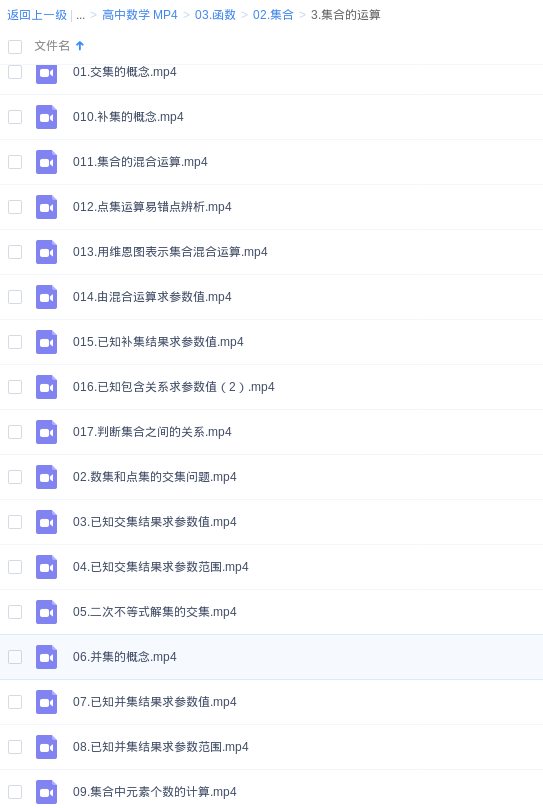 返回上一级 | ... > 高中数学 MP4 > 03.函数 > 02.集合 > 3.集合的运算
文件名
01.交集的概念.mp4
010.补集的概念.mp4
011.集合的混合运算.mp4
012.点集运算易错点辨析.mp4
013.用维恩图表示集合混合运算.mp4
014.由混合运算求参数值.mp4
015.已知补集结果求参数值.mp4
016.已知包含关系求参数值（2）.mp4
017.判断集合之间的关系.mp4
02.数集和点集的交集问题.mp4
03.已知交集结果求参数值.mp4
04.已知交集结果求参数范围.mp4
05.二次不等式解集的交集.mp4
06.并集的概念.mp4
07.已知并集结果求参数值.mp4
08.已知并集结果求参数范围.mp4
09.集合中元素个数的计算.mp4